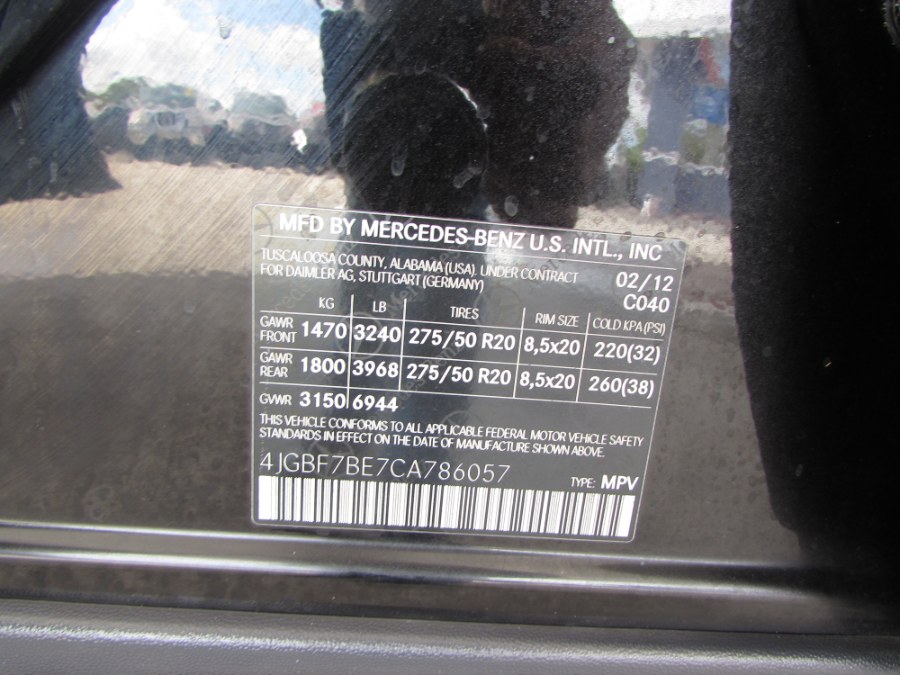 MFD BY MERCEDES-BENZ U.S. INTL., INC
TUSCALOOSA COUNTY, ALABAMA (USA). UNDER CONTRACT 02/12
FOR DAIMLER AG, STUTTGART (GERMANY) C040
KG LB TIRES RIM SIZE COLD KPA(PSI)
GAWR FRONT 1470 3240 275/50 R20 8,5x20 220(32)
GAWR REAR 1800 3968 275/50 R20 8,5x20 260(38)
GVWR 3150 6944
THIS VEHICLE CONFORMS TO ALL APPLICABLE FEDERAL MOTOR VEHICLE SAFETY
STANDARDS IN EFFECT ON THE DATE OF MANUFACTURE SHOWN ABOVE.
4JGBF7BE7CA786057 TYPE: MPV